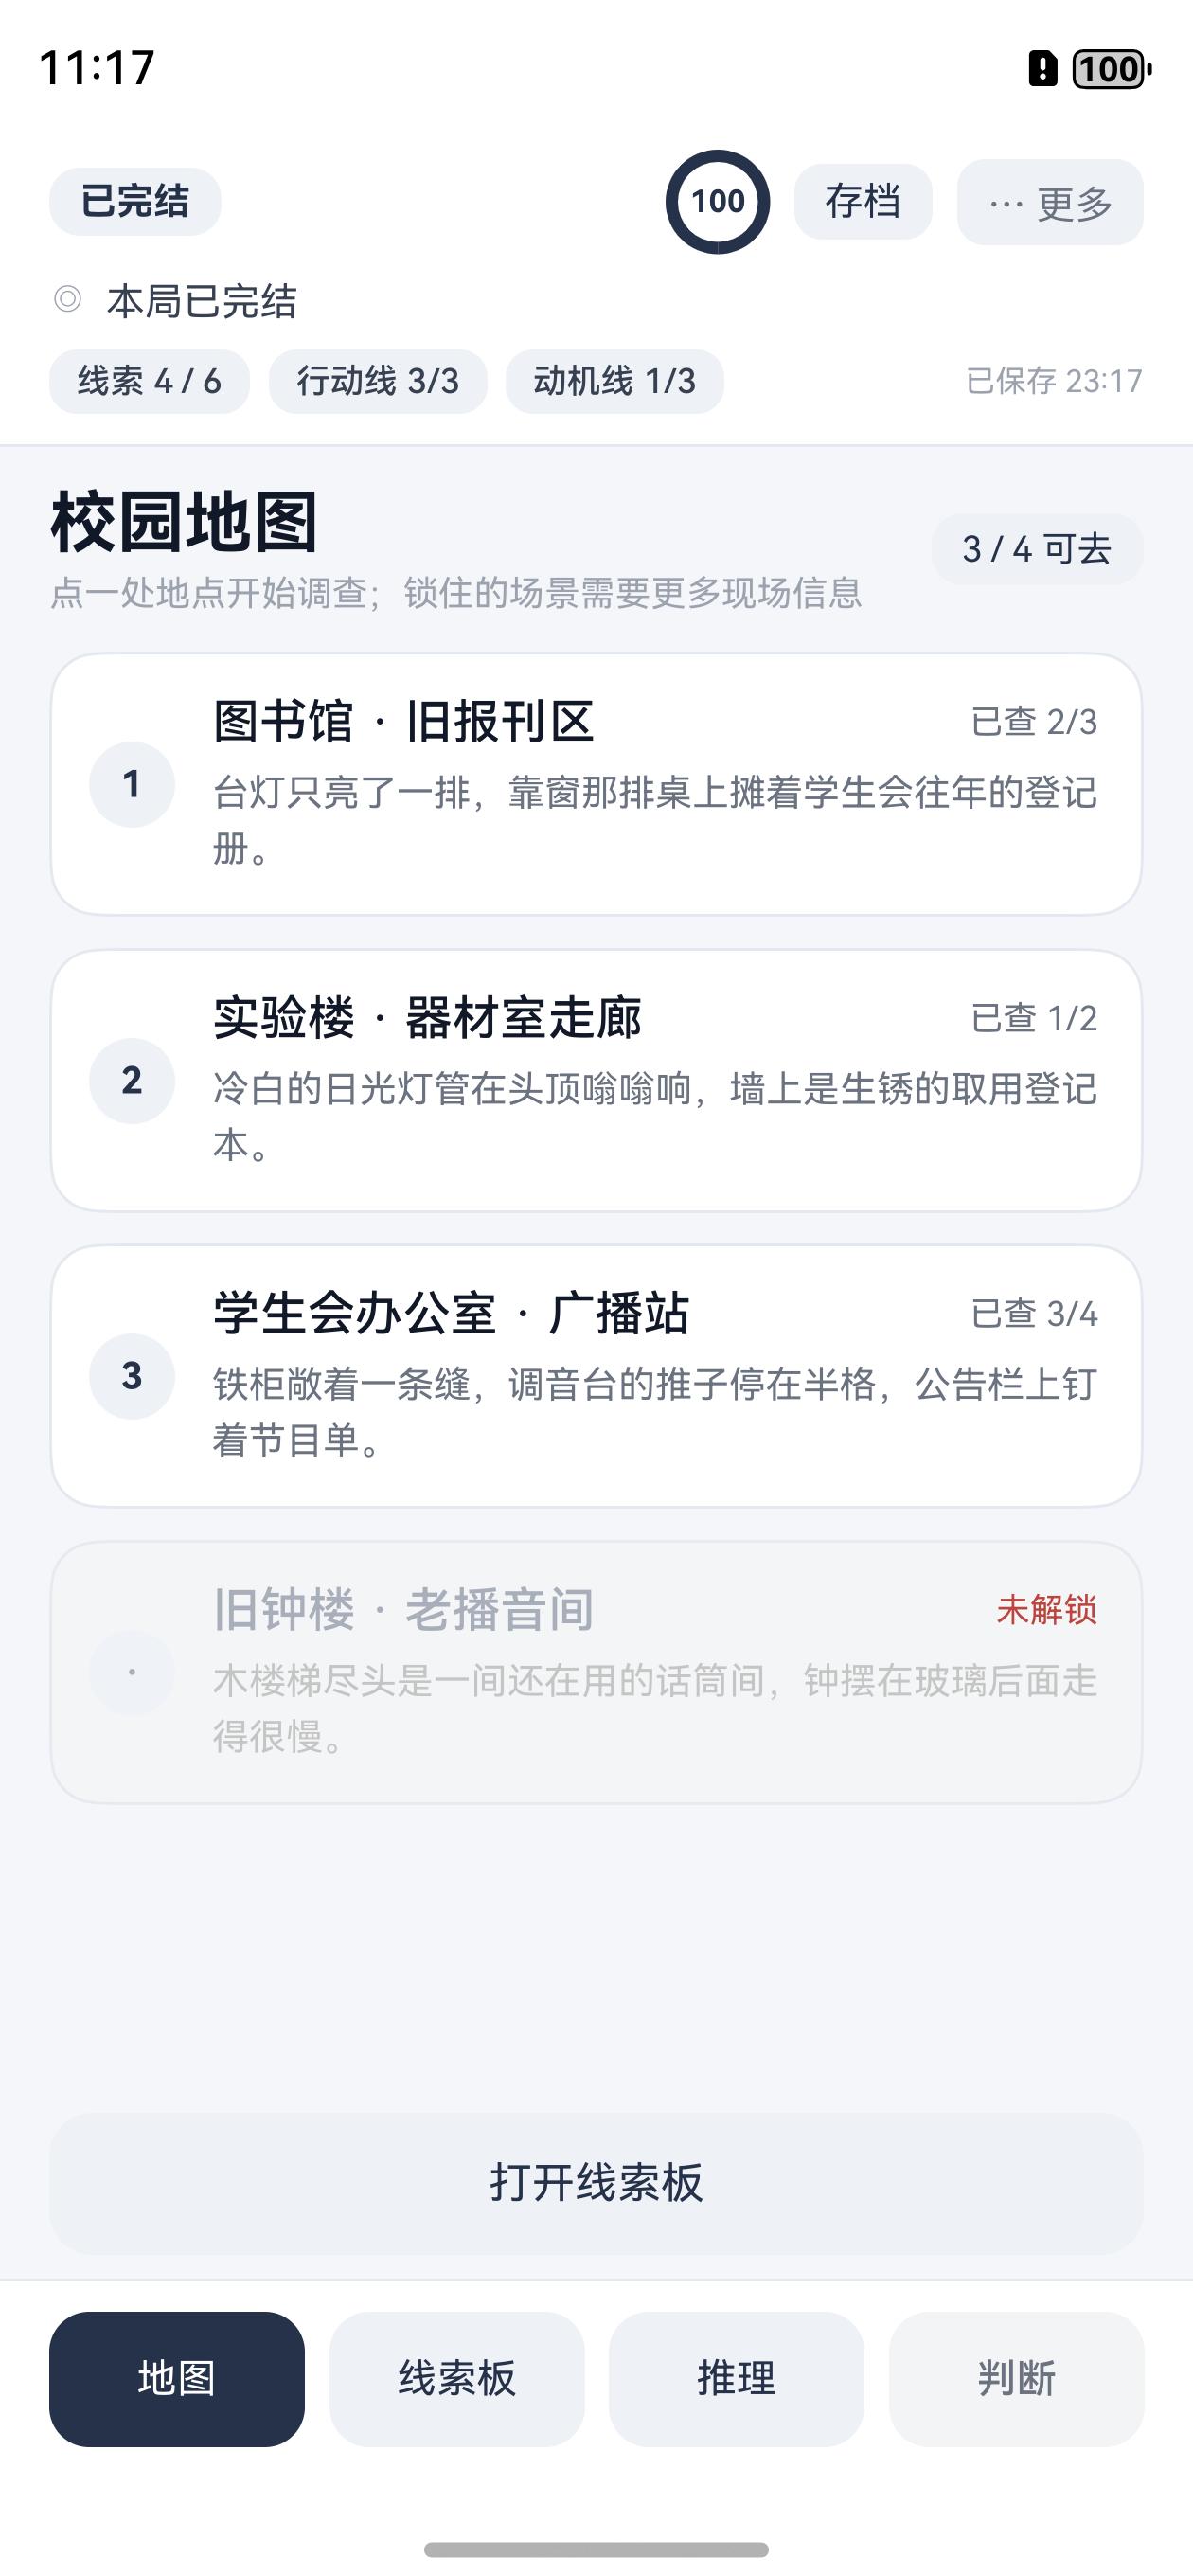 11:17
100
已完结
100
存档
··· 更多
◎ 本局已完结
线索 4 / 6
行动线 3/3
动机线 1/3
已保存 23:17
校园地图
3 / 4 可去
点一处地点开始调查；锁住的场景需要更多现场信息
1
图书馆 · 旧报刊区
已查 2/3
台灯只亮了一排，靠窗那排桌上摊着学生会往年的登记
册。
2
实验楼 · 器材室走廊
已查 1/2
冷白的日光灯管在头顶嗡嗡响，墙上是生锈的取用登记
本。
3
学生会办公室 · 广播站
已查 3/4
铁柜敞着一条缝，调音台的推子停在半格，公告栏上钉
着节目单。
·
旧钟楼 · 老播音间
未解锁
木楼梯尽头是一间还在用的话筒间，钟摆在玻璃后面走
得很慢。
打开线索板
地图
线索板
推理
判断